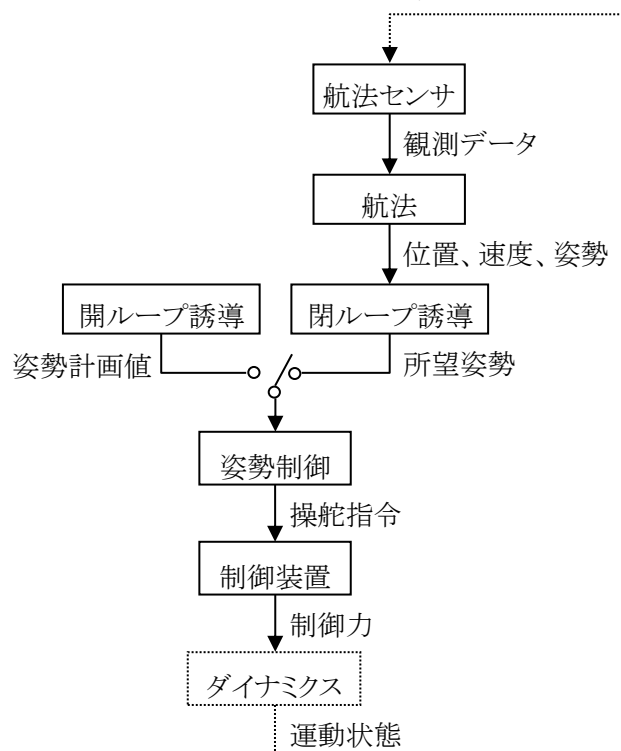 航法センサ
観測データ
航法
位置、速度、姿勢
開ループ誘導
閉ループ誘導
姿勢計画値
所望姿勢
姿勢制御
操舵指令
制御装置
制御力
ダイナミクス
運動状態